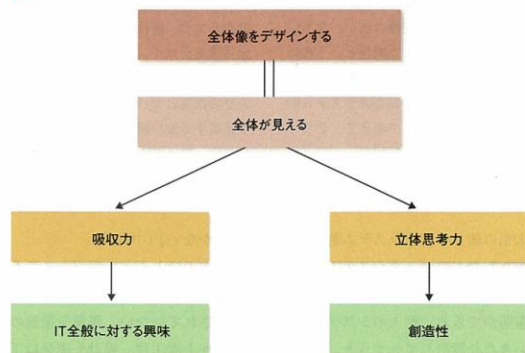 全体像をデザインする
全体が見える
吸収力
立体思考力
IT全般に対する興味
創造性